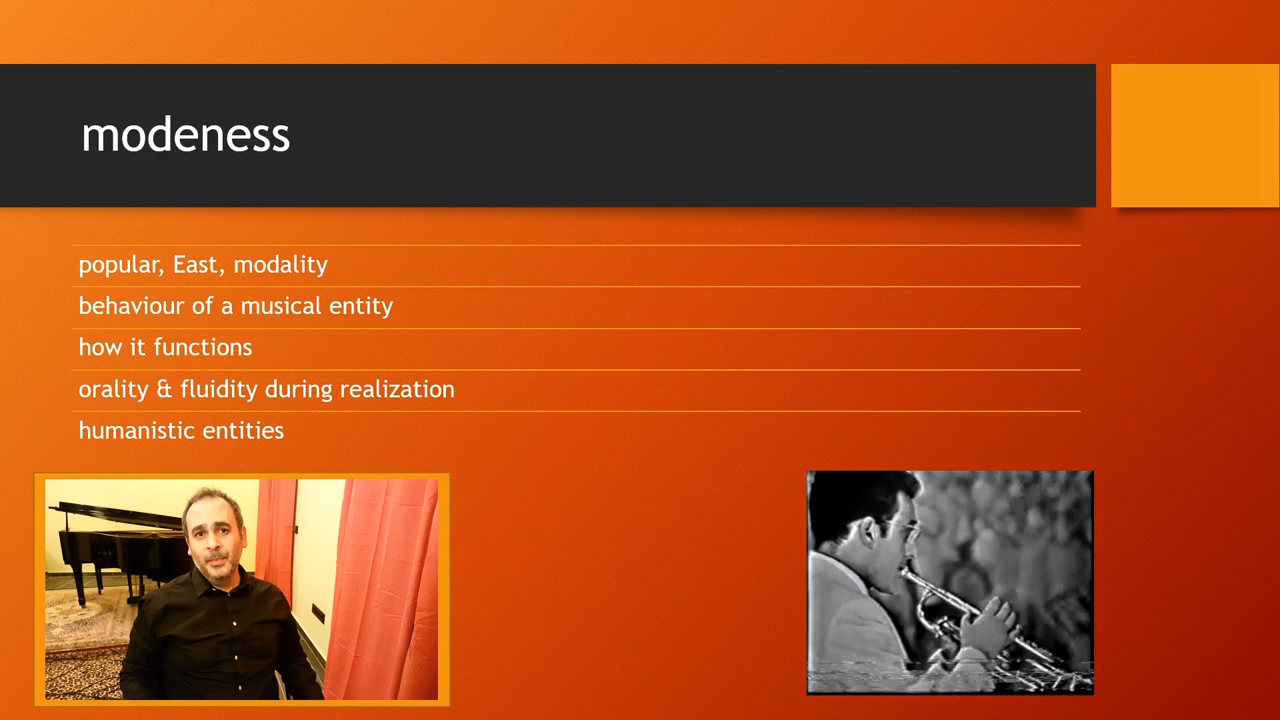 modeness
popular, East, modality
behaviour of a musical entity
how it functions
orality & fluidity during realization
humanistic entities